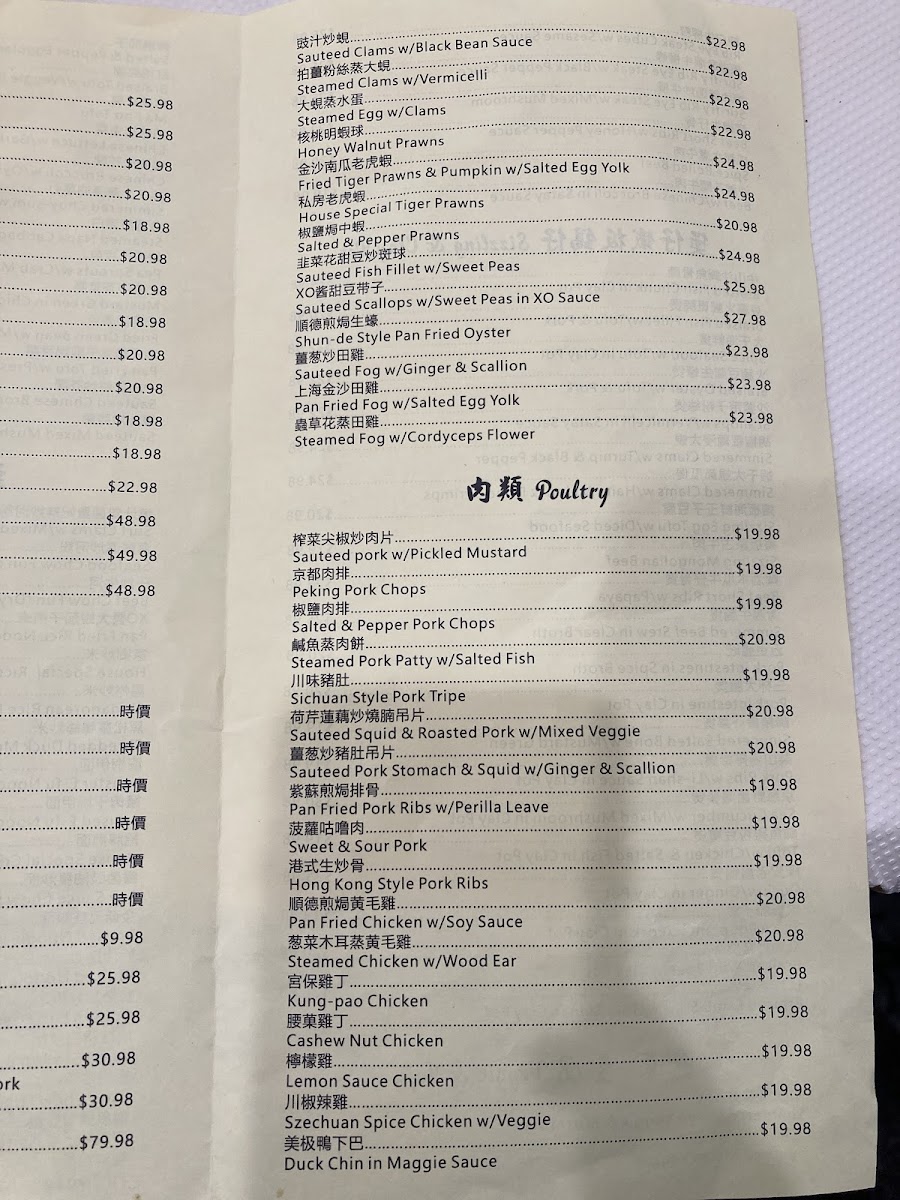 $25.98
$25.98
$20.98
$20.98
$18.98
$20.98
$20.98
$18.98
$20.98
$20.98
$18.98
$18.98
$22.98
$48.98
$49.98
$48.98
時價
時價
時價
時價
時價
時價
$9.98
$25.98
$25.98
$30.98
ork
$30.98
$79.98
豉汁炒蜆 $22.98
Sauteed Clams w/Black Bean Sauce
拍薑粉絲蒸大蜆 $22.98
Steamed Clams w/Vermicelli
大蜆蒸水蛋 $22.98
Steamed Egg w/Clams
核桃明蝦球 $22.98
Honey Walnut Prawns
金沙南瓜老虎蝦 $24.98
Fried Tiger Prawns & Pumpkin w/Salted Egg Yolk
私房老虎蝦 $24.98
House Special Tiger Prawns
椒鹽焗中蝦 $20.98
Salted & Pepper Prawns
韭菜花甜豆炒斑球 $24.98
Sauteed Fish Fillet w/Sweet Peas
XO酱甜豆带子 $25.98
Sauteed Scallops w/Sweet Peas in XO Sauce
順德煎焗生蠔 $27.98
Shun-de Style Pan Fried Oyster
薑葱炒田雞 $23.98
Sauteed Fog w/Ginger & Scallion
上海金沙田雞 $23.98
Pan Fried Fog w/Salted Egg Yolk
蟲草花蒸田雞 $23.98
Steamed Fog w/Cordyceps Flower
肉類 Poultry
榨菜尖椒炒肉片 $19.98
Sauteed pork w/Pickled Mustard
京都肉排 $19.98
Peking Pork Chops
椒鹽肉排 $19.98
Salted & Pepper Pork Chops
鹹魚蒸肉餅 $20.98
Steamed Pork Patty w/Salted Fish
川味豬肚 $19.98
Sichuan Style Pork Tripe
荷芹蓮藕炒燒腩吊片 $20.98
Sauteed Squid & Roasted Pork w/Mixed Veggie
薑葱炒豬肚吊片 $20.98
Sauteed Pork Stomach & Squid w/Ginger & Scallion
紫蘇煎焗排骨 $19.98
Pan Fried Pork Ribs w/Perilla Leave
菠蘿咕嚕肉 $19.98
Sweet & Sour Pork
港式生炒骨 $19.98
Hong Kong Style Pork Ribs
順德煎焗黄毛雞 $20.98
Pan Fried Chicken w/Soy Sauce
葱菜木耳蒸黄毛雞 $20.98
Steamed Chicken w/Wood Ear
宮保雞丁 $19.98
Kung-pao Chicken
腰菓雞丁 $19.98
Cashew Nut Chicken
檸檬雞 $19.98
Lemon Sauce Chicken
川椒辣雞 $19.98
Szechuan Spice Chicken w/Veggie
美极鴨下巴 $19.98
Duck Chin in Maggie Sauce